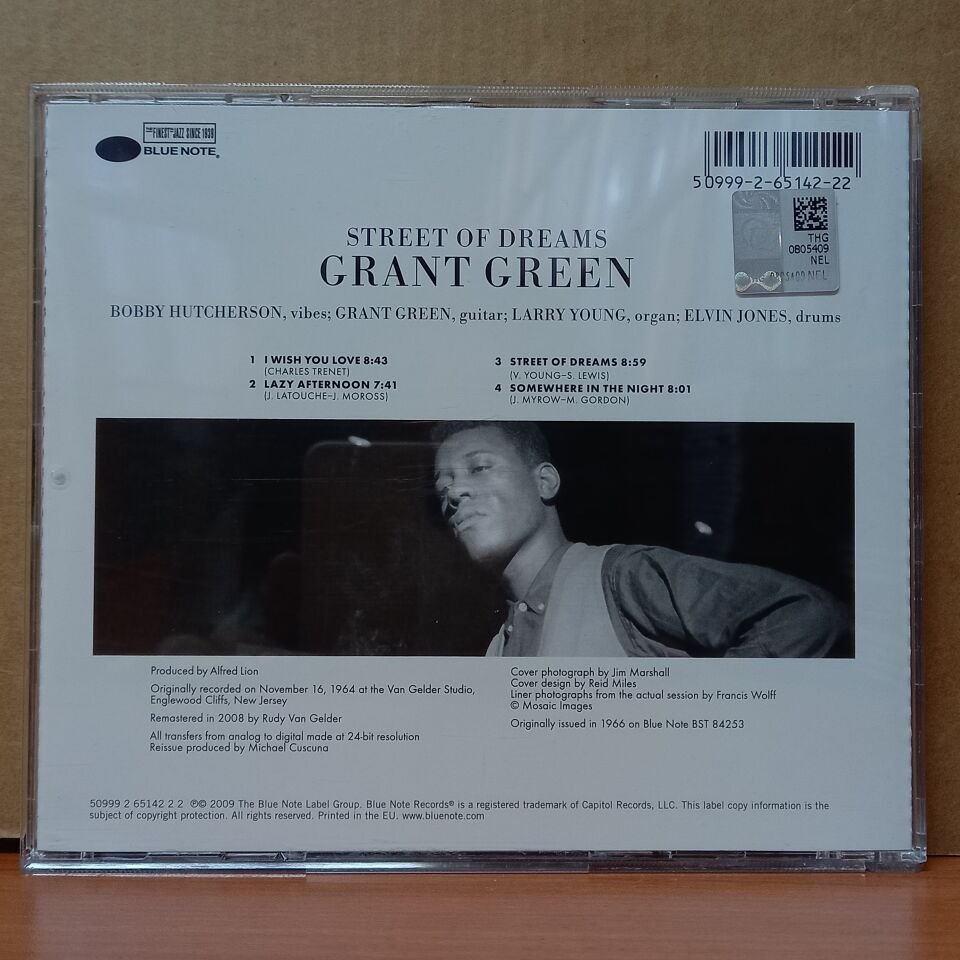 THE FINEST IN JAZZ SINCE 1939
BLUE NOTE®
5 0999-2-65142-22
THG
0805409
NEL
0805409 NEL
STREET OF DREAMS
GRANT GREEN
BOBBY HUTCHERSON, vibes; GRANT GREEN, guitar; LARRY YOUNG, organ; ELVIN JONES, drums
1 I WISH YOU LOVE 8:43
(CHARLES TRENET)
2 LAZY AFTERNOON 7:41
(J. LATOUCHE–J. MOROSS)
3 STREET OF DREAMS 8:59
(V. YOUNG–S. LEWIS)
4 SOMEWHERE IN THE NIGHT 8:01
(J. MYROW–M. GORDON)
Produced by Alfred Lion
Originally recorded on November 16, 1964 at the Van Gelder Studio,
Englewood Cliffs, New Jersey
Remastered in 2008 by Rudy Van Gelder
All transfers from analog to digital made at 24-bit resolution
Reissue produced by Michael Cuscuna
Cover photograph by Jim Marshall
Cover design by Reid Miles
Liner photographs from the actual session by Francis Wolff
© Mosaic Images
Originally issued in 1966 on Blue Note BST 84253
50999 2 65142 2 2 ℗© 2009 The Blue Note Label Group. Blue Note Records® is a registered trademark of Capitol Records, LLC. This label copy information is the
subject of copyright protection. All rights reserved. Printed in the EU. www.bluenote.com